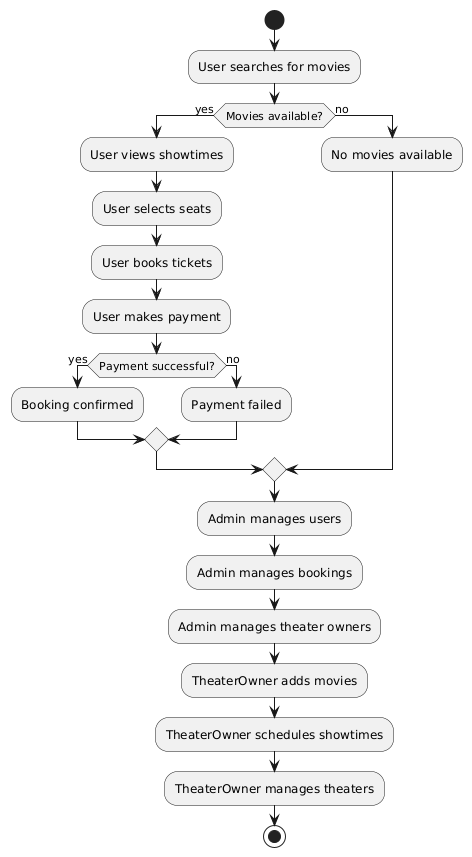 User searches for movies
Movies available?
yes
no
User views showtimes
No movies available
User selects seats
User books tickets
User makes payment
Payment successful?
yes
no
Booking confirmed
Payment failed
Admin manages users
Admin manages bookings
Admin manages theater owners
TheaterOwner adds movies
TheaterOwner schedules showtimes
TheaterOwner manages theaters